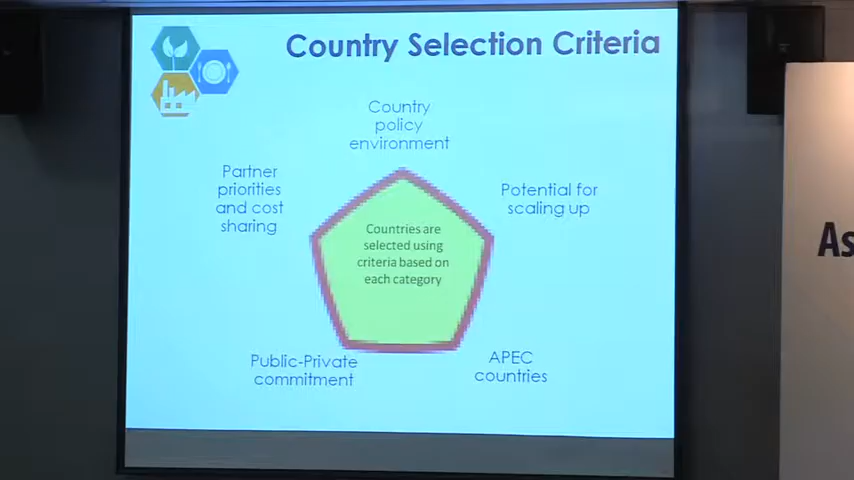 Country Selection Criteria
Country
policy
environment
Partner
priorities
and cost
sharing
Potential for
scaling up
Countries are
selected using
criteria based on
each category
Public-Private
commitment
APEC
countries
As